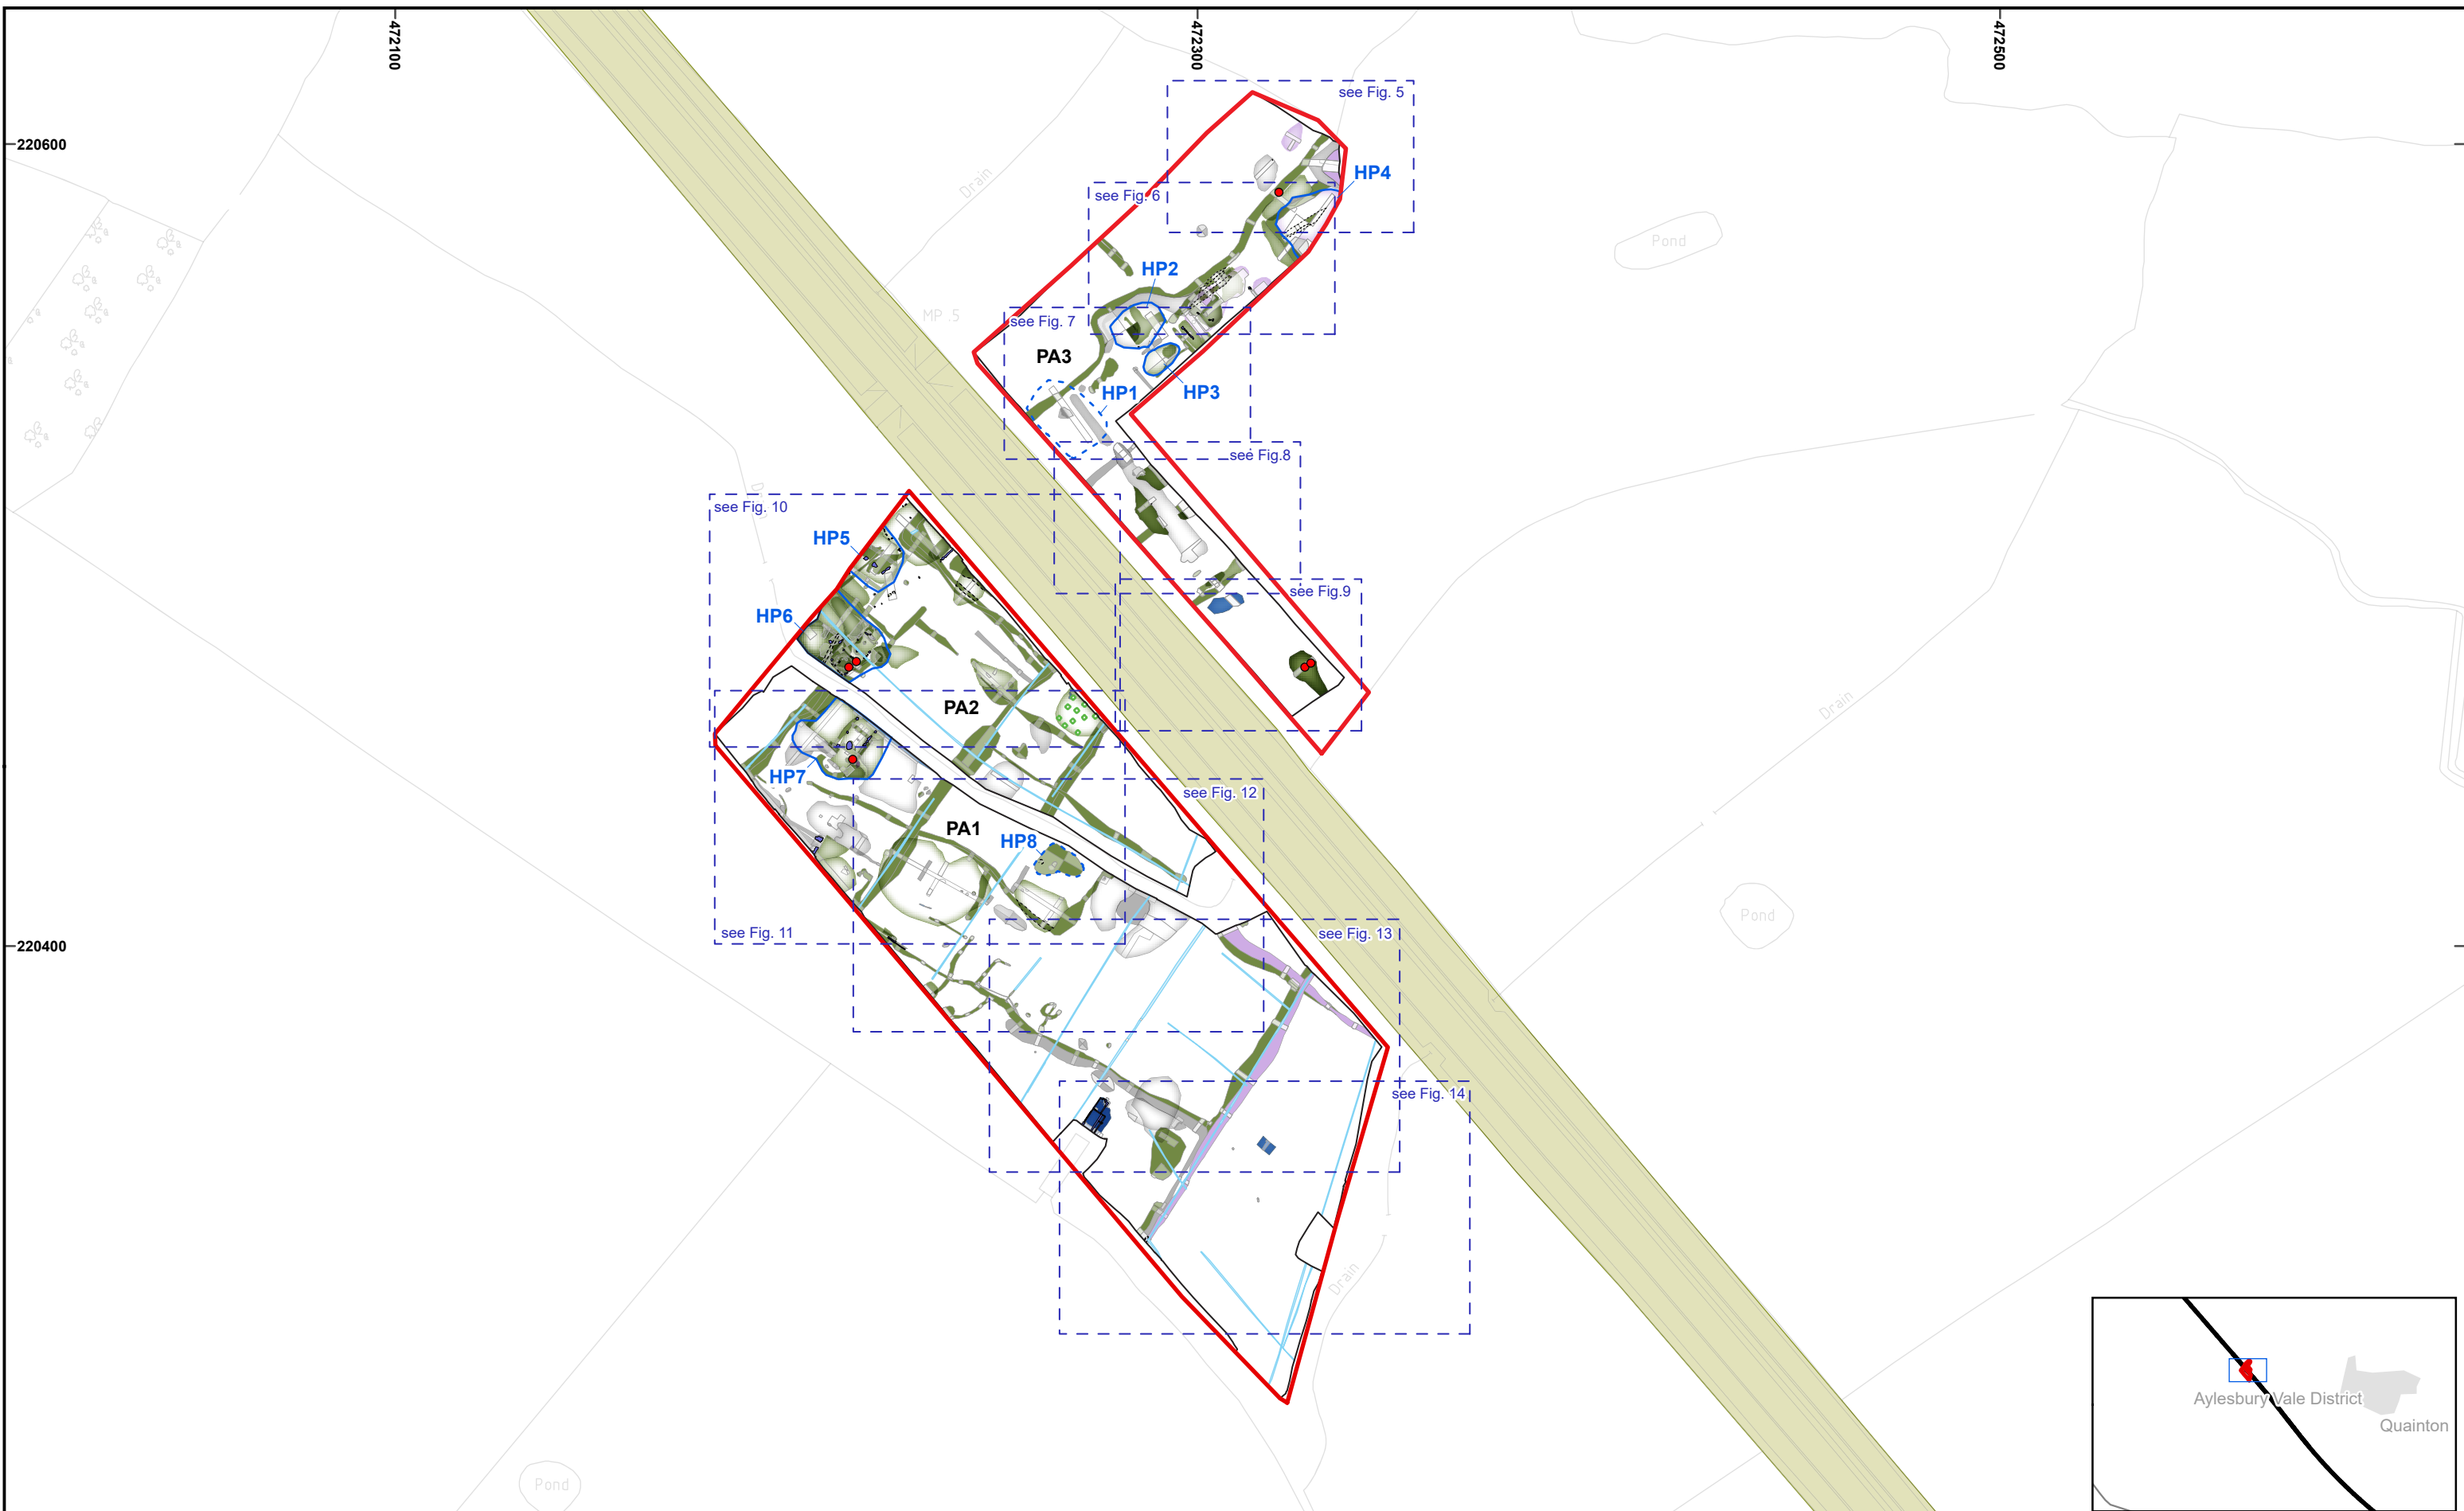 472100
472300
472500
220600
220400
see Fig. 5
HP4
Drain
see Fig. 6
Pond
HP2
MP .5
see Fig. 7
PA3
HP1
HP3
see Fig.8
see Fig. 10
HP5
see Fig.9
HP6
PA2
Drain
HP7
see Fig. 12
PA1
HP8
Pond
see Fig. 11
see Fig. 13
see Fig. 14
Drain
Aylesbury Vale District
Quainton
Pond